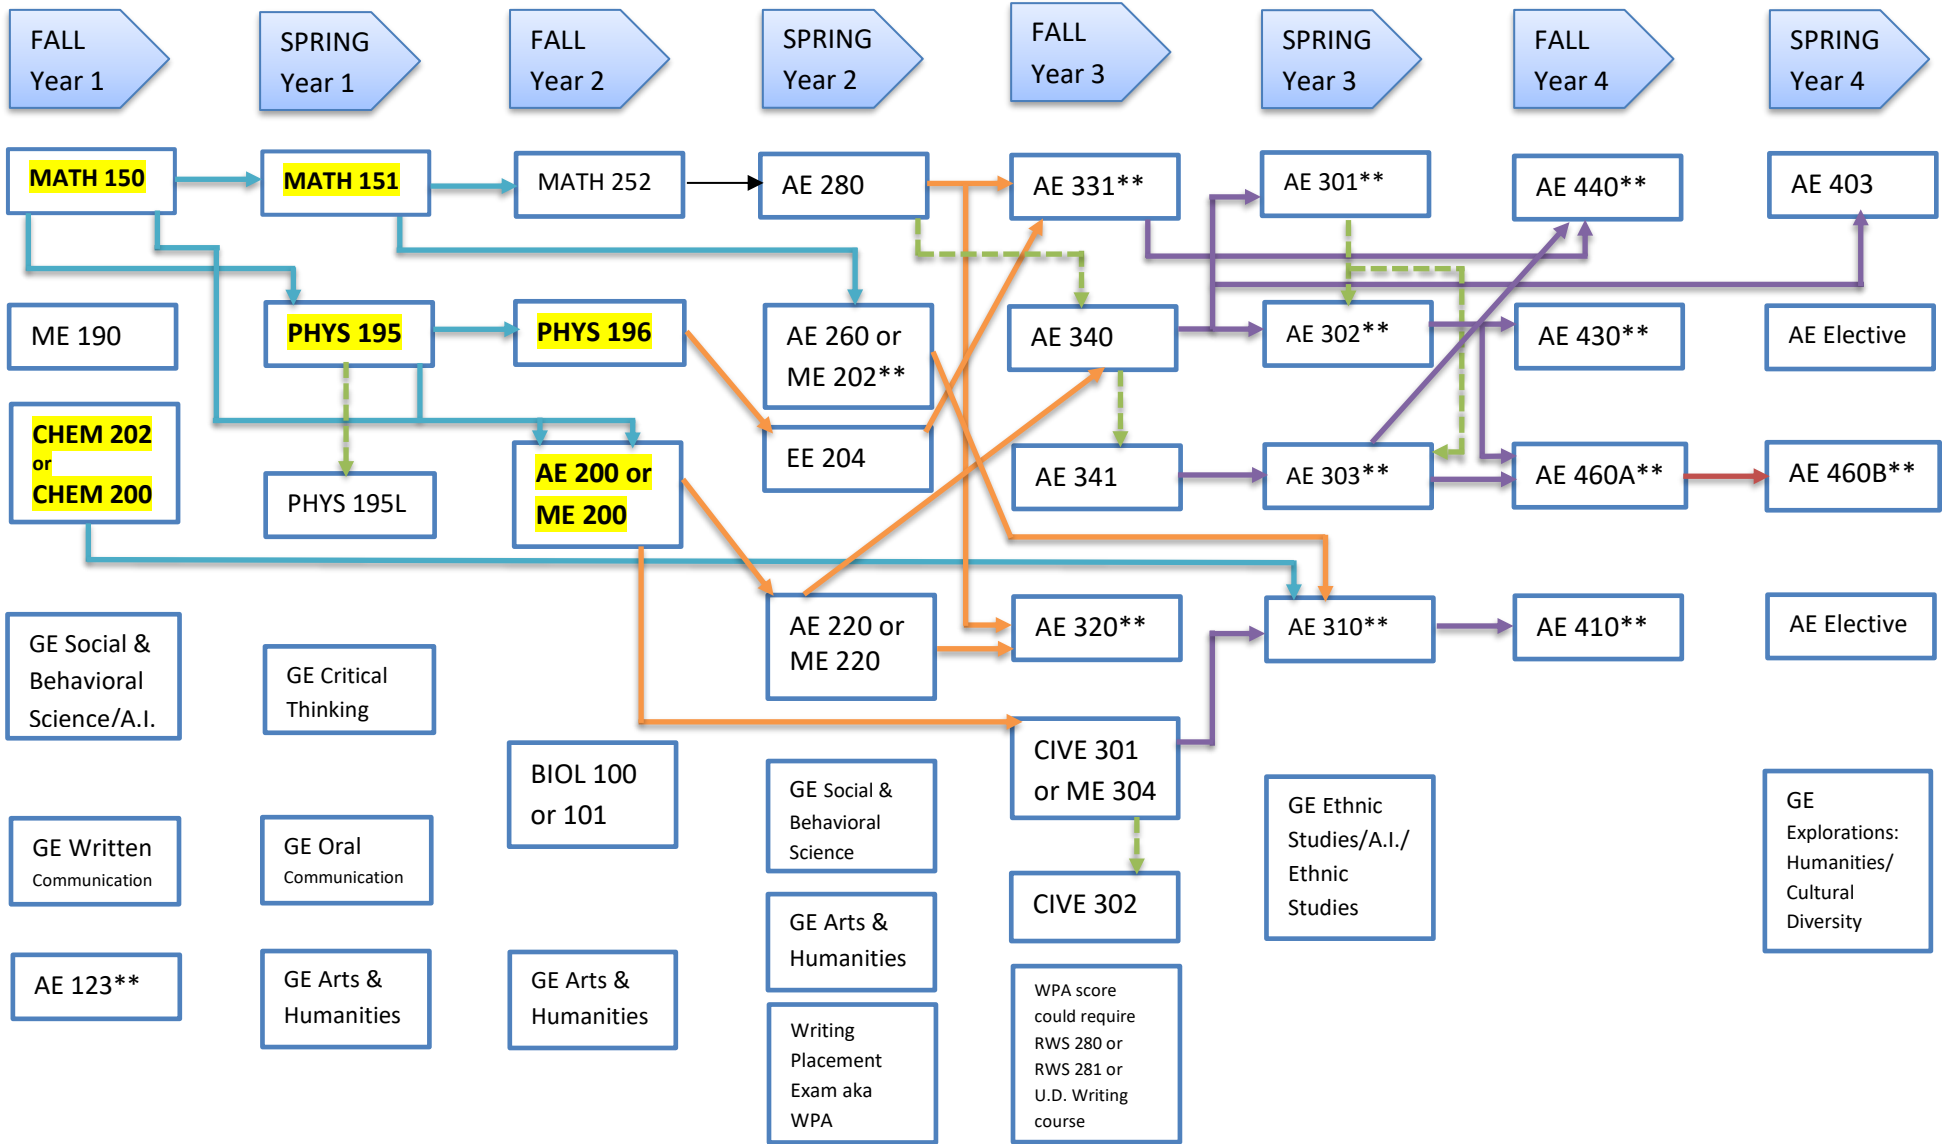 FALL
Year 1
SPRING
Year 1
FALL
Year 2
SPRING
Year 2
FALL
Year 3
SPRING
Year 3
FALL
Year 4
SPRING
Year 4
MATH 150
MATH 151
MATH 252
AE 280
AE 331**
AE 301**
AE 440**
AE 403
ME 190
PHYS 195
PHYS 196
AE 260 or
ME 202**
AE 340
AE 302**
AE 430**
AE Elective
CHEM 202
or
CHEM 200
PHYS 195L
AE 200 or
ME 200
EE 204
AE 341
AE 303**
AE 460A**
AE 460B**
GE Social &
Behavioral
Science/A.I.
GE Critical
Thinking
AE 220 or
ME 220
AE 320**
AE 310**
AE 410**
AE Elective
BIOL 100
or 101
GE Social &
Behavioral
Science
CIVE 301
or ME 304
GE Ethnic
Studies/A.I./
Ethnic
Studies
GE
Explorations:
Humanities/
Cultural
Diversity
GE Written
Communication
GE Oral
Communication
GE Arts &
Humanities
CIVE 302
AE 123**
GE Arts &
Humanities
GE Arts &
Humanities
Writing
Placement
Exam aka
WPA
WPA score
could require
RWS 280 or
RWS 281 or
U.D. Writing
course